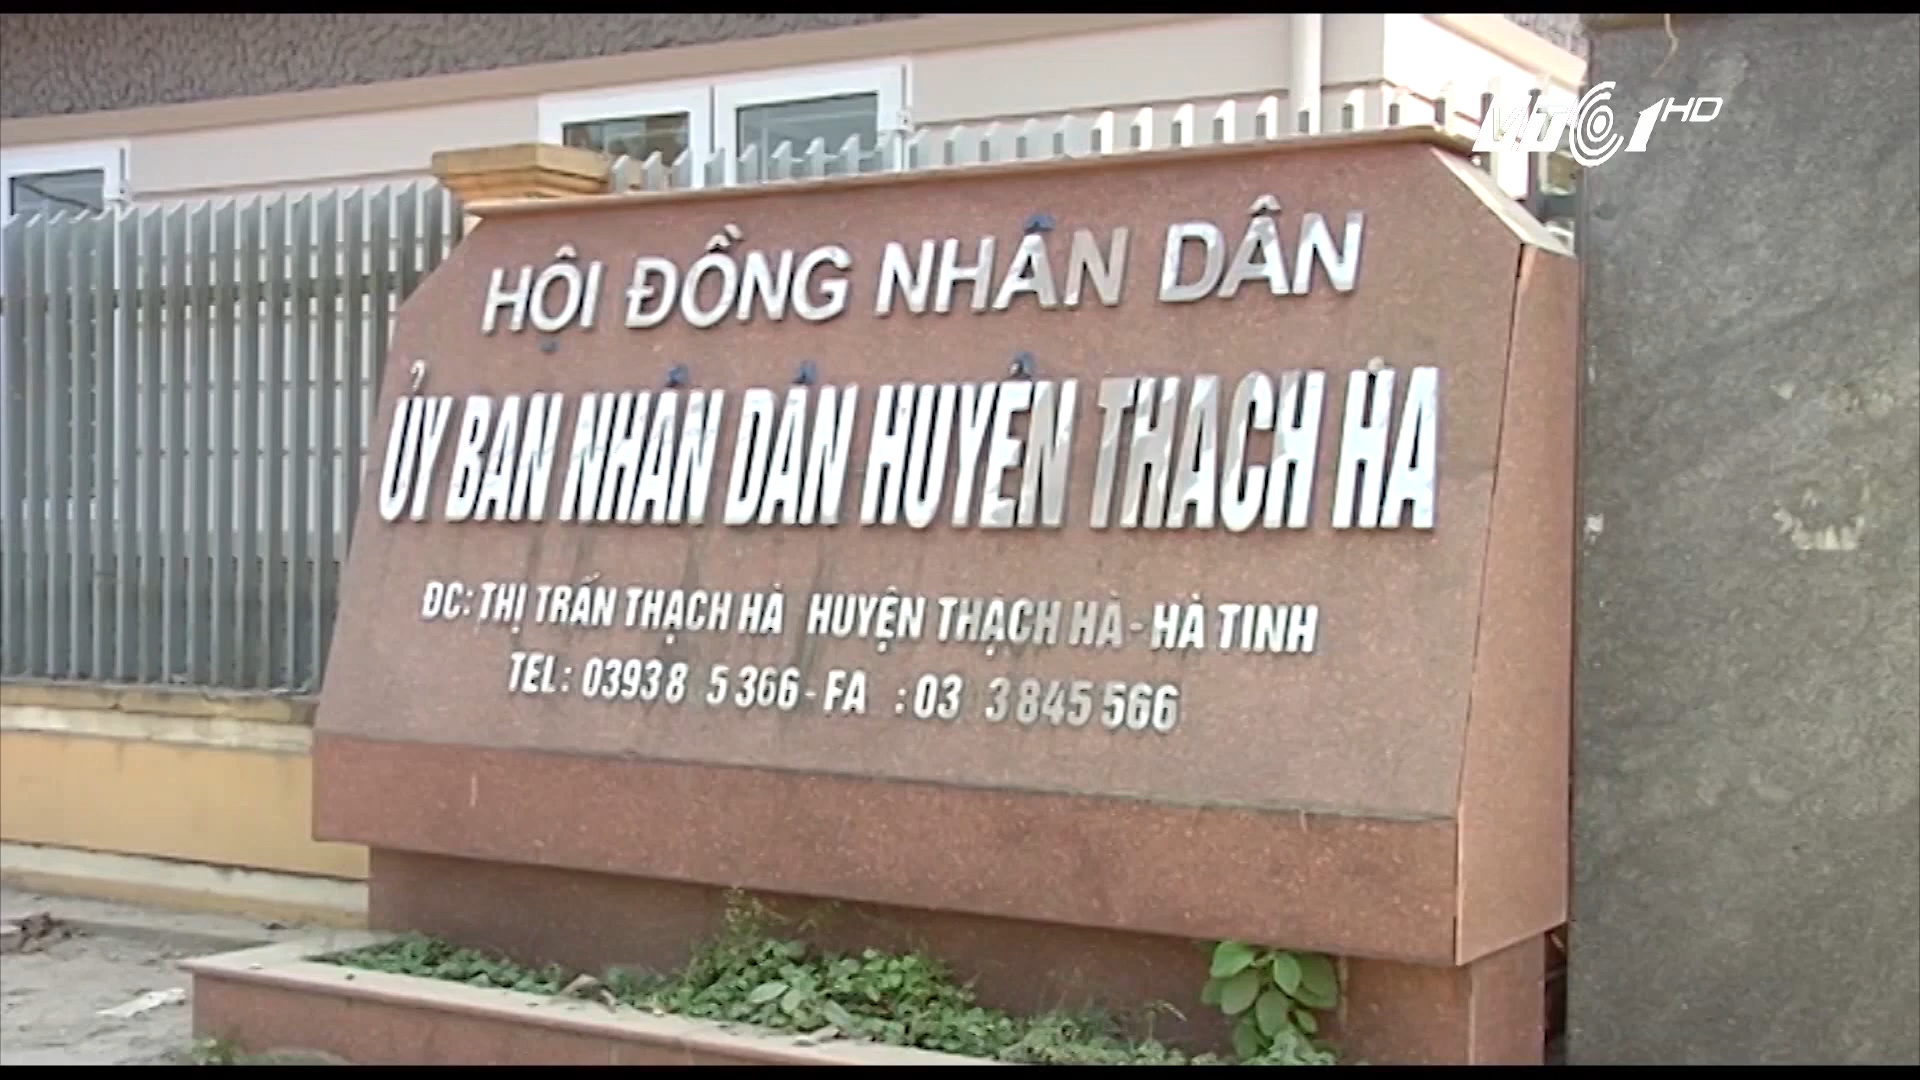 VTC1 HD
HỘI ĐỒNG NHÂN DÂN
ỦY BAN NHÂN DÂN HUYỆN THẠCH HÀ
ĐC: THỊ TRẤN THẠCH HÀ HUYỆN THẠCH HÀ - HÀ TINH
TEL: 03938 5 366 - FA : 03 3 845 566